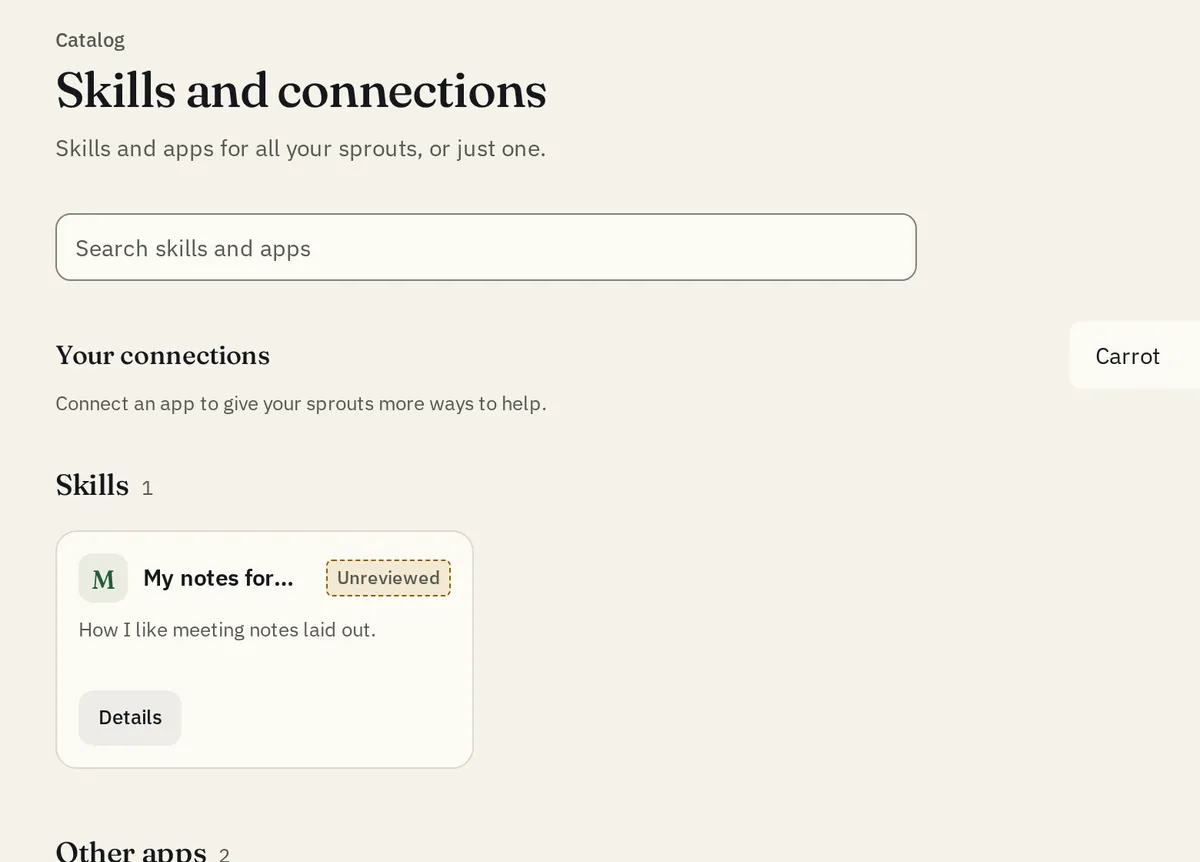 Catalog
Skills and connections
Skills and apps for all your sprouts, or just one.
Search skills and apps
Your connections
Carrot
Connect an app to give your sprouts more ways to help.
Skills 1
M My notes for... Unreviewed
How I like meeting notes laid out.
Details
Other apps 2